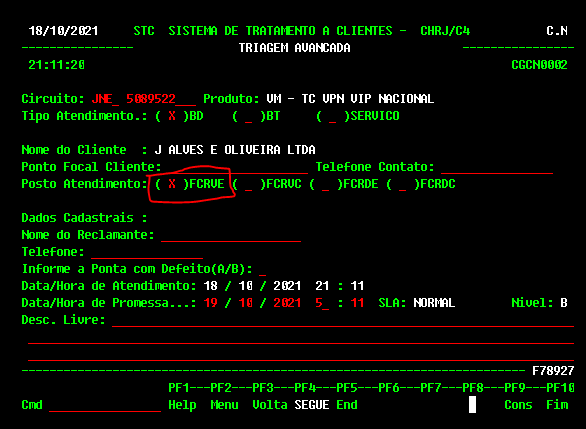 18/10/2021 STC SISTEMA DE TRATAMENTO A CLIENTES - CHRJ/C4 C.N
---------------- TRIAGEM AVANCADA ----------------
21:11:20 CGCN0002
Circuito: JNE_ 5089522___ Produto: VM - TC VPN VIP NACIONAL
Tipo Atendimento.: ( X )BD ( _ )BT ( _ )SERVICO
Nome do Cliente : J ALVES E OLIVEIRA LTDA
Ponto Focal Cliente: ____________________ Telefone Contato: ________________
Posto Atendimento: ( X )FCRVE ( _ )FCRVC ( _ )FCRDE ( _ )FCRDC
Dados Cadastrais :
Nome do Reclamante: ____________________
Telefone: ________________
Informe a Ponta com Defeito(A/B): _
Data/Hora de Atendimento: 18 / 10 / 2021 21 : 11
Data/Hora de Promessa...: 19 / 10 / 2021 5_ : 11 SLA: NORMAL Nivel: B
Desc. Livre: __________________________________________________________________
F78927
PF1---PF2---PF3---PF4---PF5---PF6---PF7---PF8---PF9---PF10
Cmd ________________ Help Menu Volta SEGUE End Cons Fim